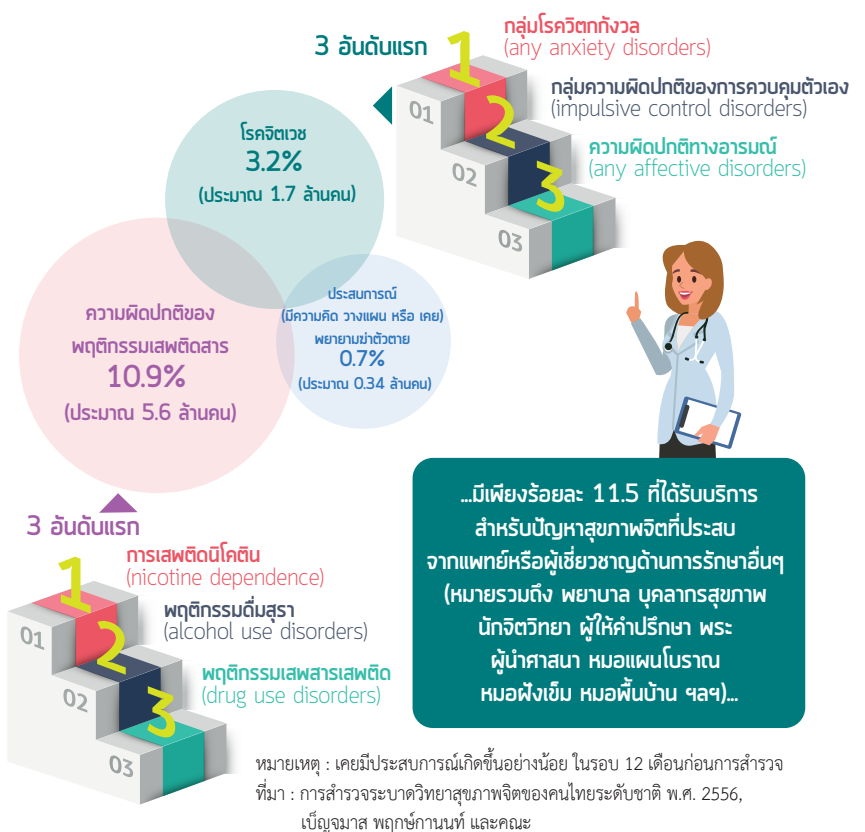 3 อันดับแรก
1
กลุ่มโรควิตกกังวล
(any anxiety disorders)
01
2
กลุ่มความผิดปกติของการควบคุมตัวเอง
(impulsive control disorders)
02
3
ความผิดปกติทางอารมณ์
(any affective disorders)
03
โรคจิตเวช
3.2%
(ประมาณ 1.7 ล้านคน)
ความผิดปกติของ
พฤติกรรมเสพติดสาร
10.9%
(ประมาณ 5.6 ล้านคน)
ประสบการณ์
(มีความคิด วางแผน หรือ เคย)
พยายามฆ่าตัวตาย
0.7%
(ประมาณ 0.34 ล้านคน)
3 อันดับแรก
1
การเสพติดนิโคติน
(nicotine dependence)
01
2
พฤติกรรมดื่มสุรา
(alcohol use disorders)
02
3
พฤติกรรมเสพสารเสพติด
(drug use disorders)
03
...มีเพียงร้อยละ 11.5 ที่ได้รับบริการ
สำหรับปัญหาสุขภาพจิตที่ประสบ
จากแพทย์หรือผู้เชี่ยวชาญด้านการรักษาอื่นๆ
(หมายรวมถึง พยาบาล บุคลากรสุขภาพ
นักจิตวิทยา ผู้ให้คำปรึกษา พระ
ผู้นำศาสนา หมอแผนโบราณ
หมอฝังเข็ม หมอพื้นบ้าน ฯลฯ)...
หมายเหตุ : เคยมีประสบการณ์เกิดขึ้นอย่างน้อย ในรอบ 12 เดือนก่อนการสำรวจ
ที่มา : การสำรวจระบาดวิทยาสุขภาพจิตของคนไทยระดับชาติ พ.ศ. 2556,
เบ็ญจมาส พฤกษ์กานนท์ และคณะ